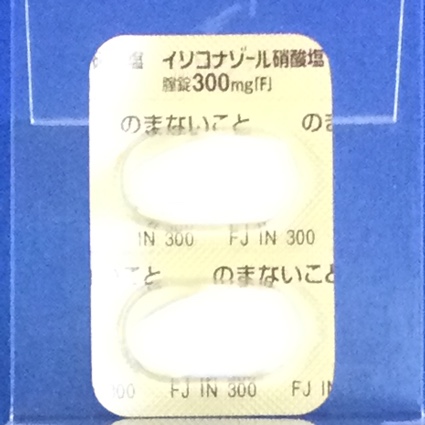 塩 イソコナゾール硝酸塩
腟錠300mg「F」
のまないこと のま
IN 300 FJ IN 300
こと のまないこと
00 FJ IN 300 FJ IN